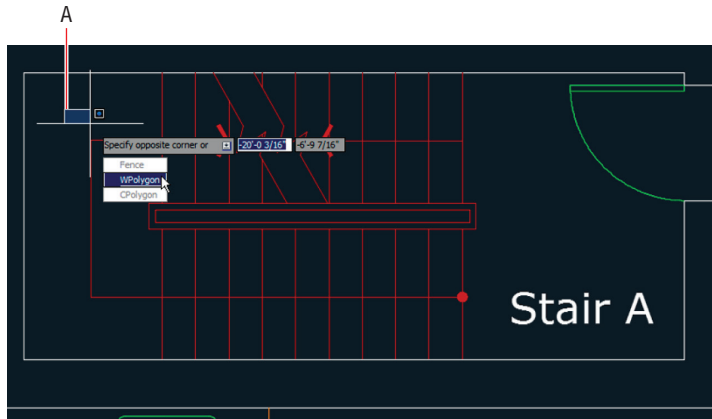 A
Specify opposite corner or -20'-0 3/16" -6'-9 7/16"
Fence
WPolygon
CPolygon
Stair A